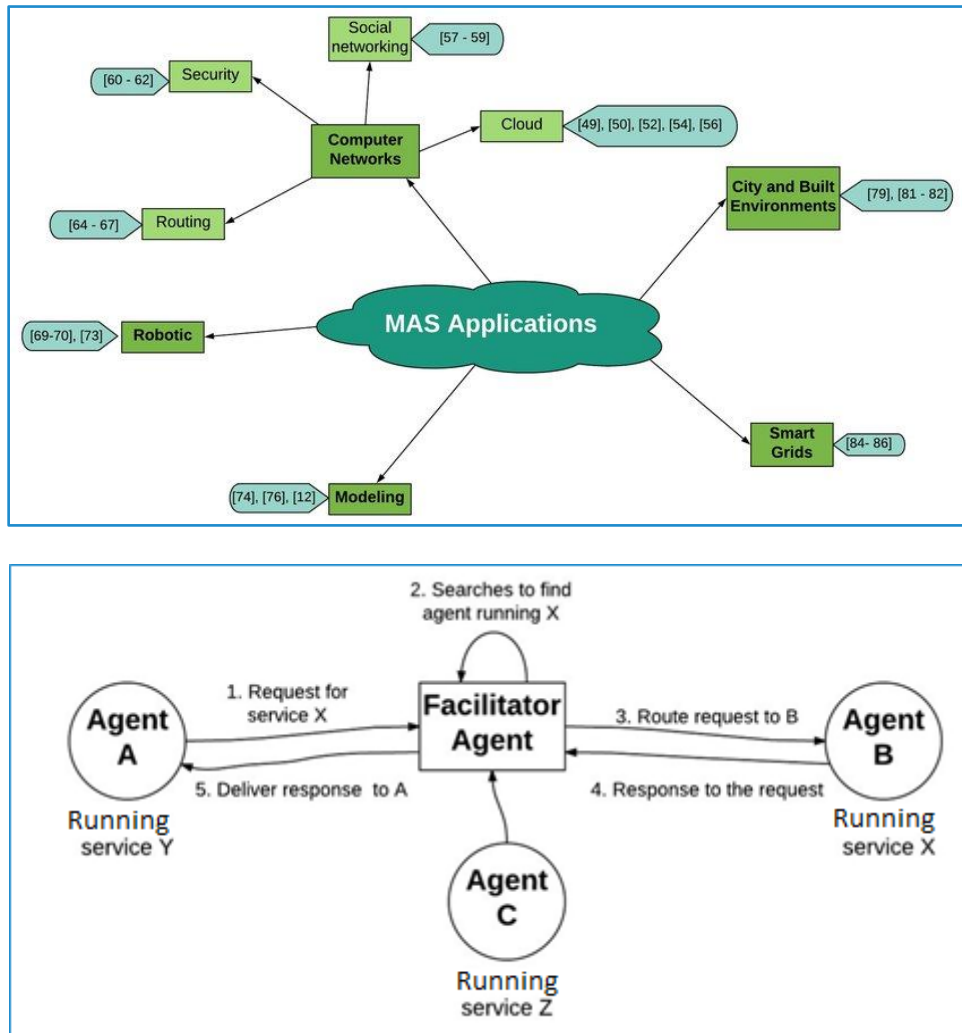 Social
networking
[57 - 59]
[60 - 62]
Security
Cloud
[49], [50], [52], [54], [56]
Computer
Networks
City and Built
Environments
[79], [81 - 82]
[64 - 67]
Routing
MAS Applications
[69-70], [73]
Robotic
Smart
Grids
[84- 86]
[74], [76], [12]
Modeling
2. Searches to find
agent running X
1. Request for
service X
Facilitator
Agent
3. Route request to B
Agent
A
Agent
B
5. Deliver response to A
4. Response to the request
Running
service Y
Running
service X
Agent
C
Running
service Z